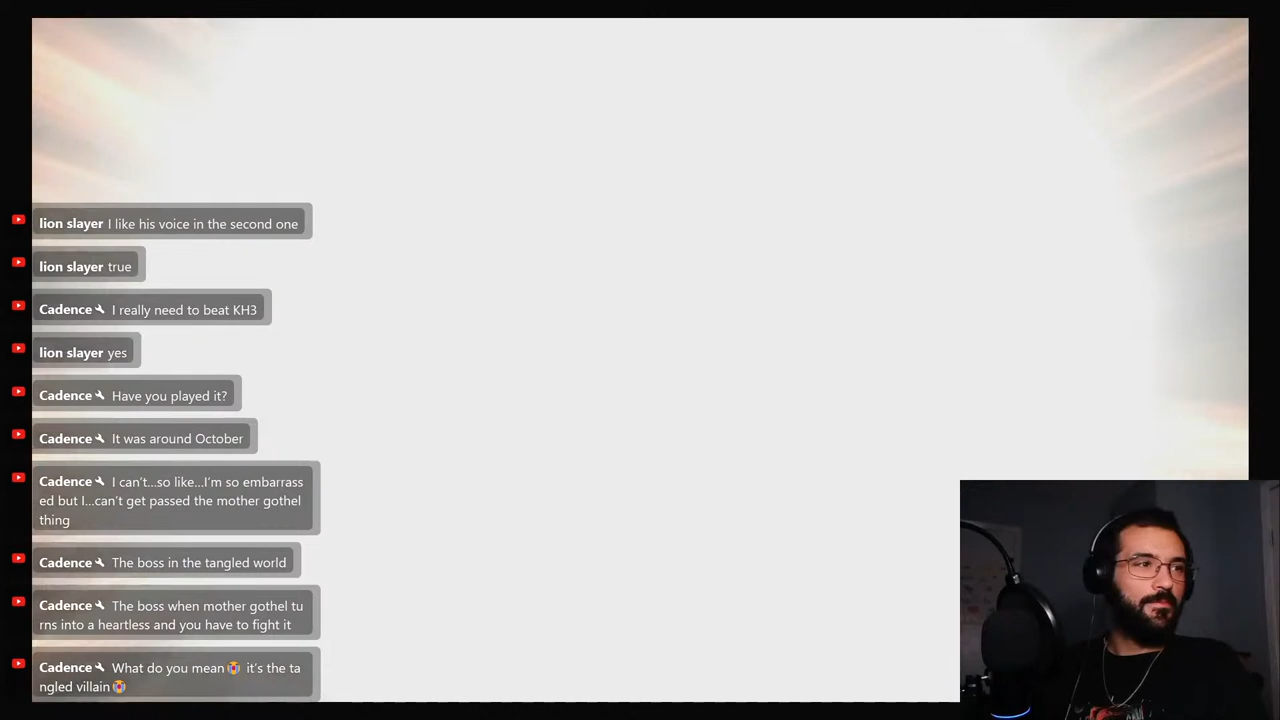 lion slayer I like his voice in the second one
lion slayer true
Cadence I really need to beat KH3
lion slayer yes
Cadence Have you played it?
Cadence It was around October
Cadence I can't...so like...I'm so embarrass
ed but I...can't get passed the mother gothel
thing
Cadence The boss in the tangled world
Cadence The boss when mother gothel tu
rns into a heartless and you have to fight it
Cadence What do you mean😭 it's the ta
ngled villain😭